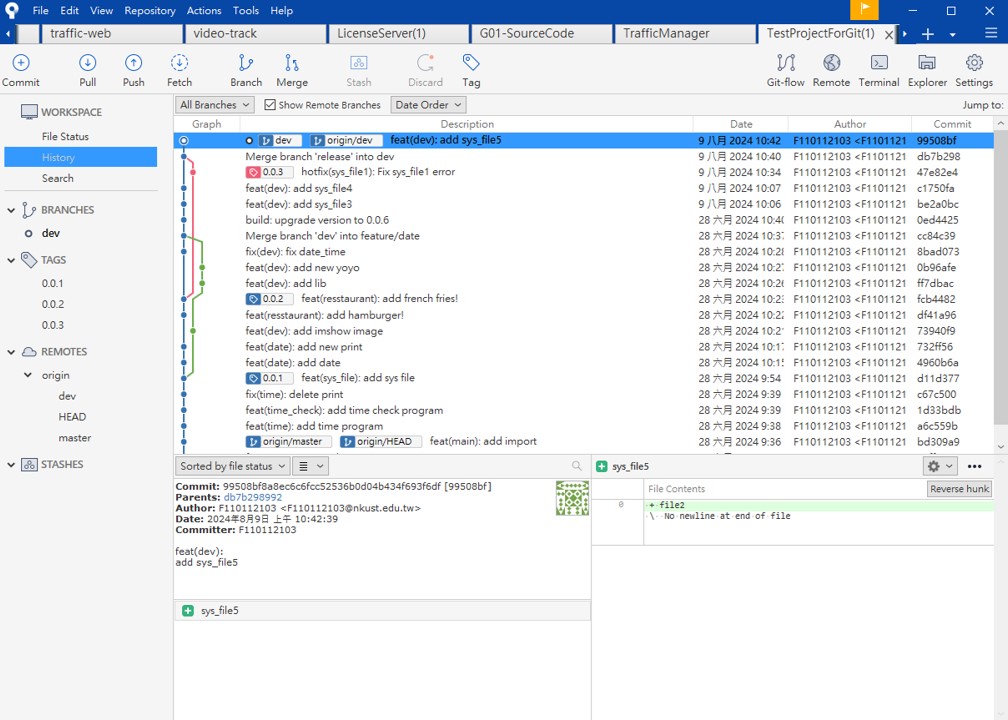 File Edit View Repository Actions Tools Help
traffic-web video-track LicenseServer(1) G01-SourceCode TrafficManager TestProjectForGit(1)
Commit Pull Push Fetch Branch Merge Stash Discard Tag Git-flow Remote Terminal Explorer Settings
All Branches Show Remote Branches Date Order Jump to:
Graph Description Date Author Commit
dev origin/dev feat(dev): add sys_file5 9 八月 2024 10:42 F110112103 <F1101121 99508bf
Merge branch 'release' into dev 9 八月 2024 10:40 F110112103 <F1101121 db7b298
0.0.3 hotfix(sys_file1): Fix sys_file1 error 9 八月 2024 10:34 F110112103 <F1101121 47e82e4
feat(dev): add sys_file4 9 八月 2024 10:07 F110112103 <F1101121 c1750fa
feat(dev): add sys_file3 9 八月 2024 10:06 F110112103 <F1101121 be2a0bc
build: upgrade version to 0.0.6 28 六月 2024 10:4 F110112103 <F1101121 0ed4425
Merge branch 'dev' into feature/date 28 六月 2024 10:37 F110112103 <F1101121 cc84c39
fix(dev): fix date_time 28 六月 2024 10:28 F110112103 <F1101121 8bad073
feat(dev): add new yoyo 28 六月 2024 10:27 F110112103 <F1101121 0b96afe
feat(dev): add lib 28 六月 2024 10:26 F110112103 <F1101121 ff7dbac
0.0.2 feat(resstaurant): add french fries! 28 六月 2024 10:23 F110112103 <F1101121 fcb4482
feat(resstaurant): add hamburger! 28 六月 2024 10:22 F110112103 <F1101121 df41a96
feat(dev): add imshow image 28 六月 2024 10:21 F110112103 <F1101121 73940f9
feat(date): add new print 28 六月 2024 10:17 F110112103 <F1101121 732ff56
feat(date): add date 28 六月 2024 10:15 F110112103 <F1101121 4960b6a
0.0.1 feat(sys_file): add sys file 28 六月 2024 9:54 F110112103 <F1101121 d11d377
fix(time): delete print 28 六月 2024 9:39 F110112103 <F1101121 c67c500
feat(time_check): add time check program 28 六月 2024 9:39 F110112103 <F1101121 1d33bdb
feat(time): add time program 28 六月 2024 9:38 F110112103 <F1101121 a6c559b
origin/master origin/HEAD feat(main): add import 28 六月 2024 9:36 F110112103 <F1101121 bd309a9
WORKSPACE
File Status
History
Search
BRANCHES
dev
TAGS
0.0.1
0.0.2
0.0.3
REMOTES
origin
dev
HEAD
master
STASHES
Sorted by file status
Commit: 99508bf8a8ec6c6fcc52536b0d04b434f693f6df [99508bf]
Parents: db7b298992
Author: F110112103 <F110112103@nkust.edu.tw>
Date: 2024年8月9日 上午 10:42:39
Committer: F110112103
feat(dev):
add sys_file5
sys_file5
sys_file5
File Contents Reverse hunk
0 + file2
\ No newline at end of file